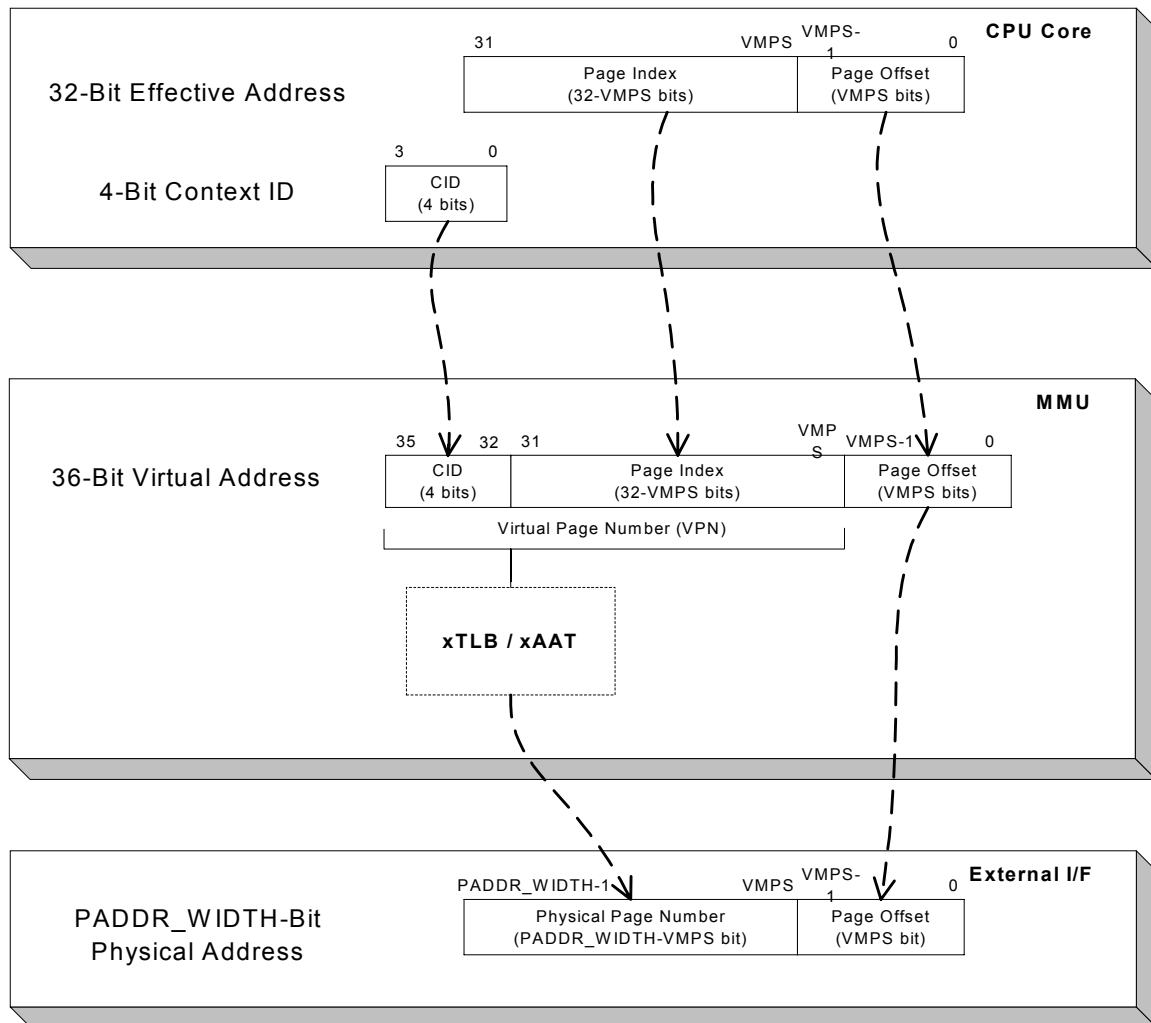 CPU Core
31 VMPS VMPS-1 0
32-Bit Effective Address
Page Index
(32-VMPS bits)
Page Offset
(VMPS bits)
3 0
4-Bit Context ID
CID
(4 bits)
MMU
35 32 31 VMPS VMPS-1 0
36-Bit Virtual Address
CID
(4 bits)
Page Index
(32-VMPS bits)
Page Offset
(VMPS bits)
Virtual Page Number (VPN)
xTLB / xAAT
External I/F
PADDR_WIDTH-1 VMPS VMPS-1 0
PADDR_WIDTH-Bit
Physical Address
Physical Page Number
(PADDR_WIDTH-VMPS bit)
Page Offset
(VMPS bit)